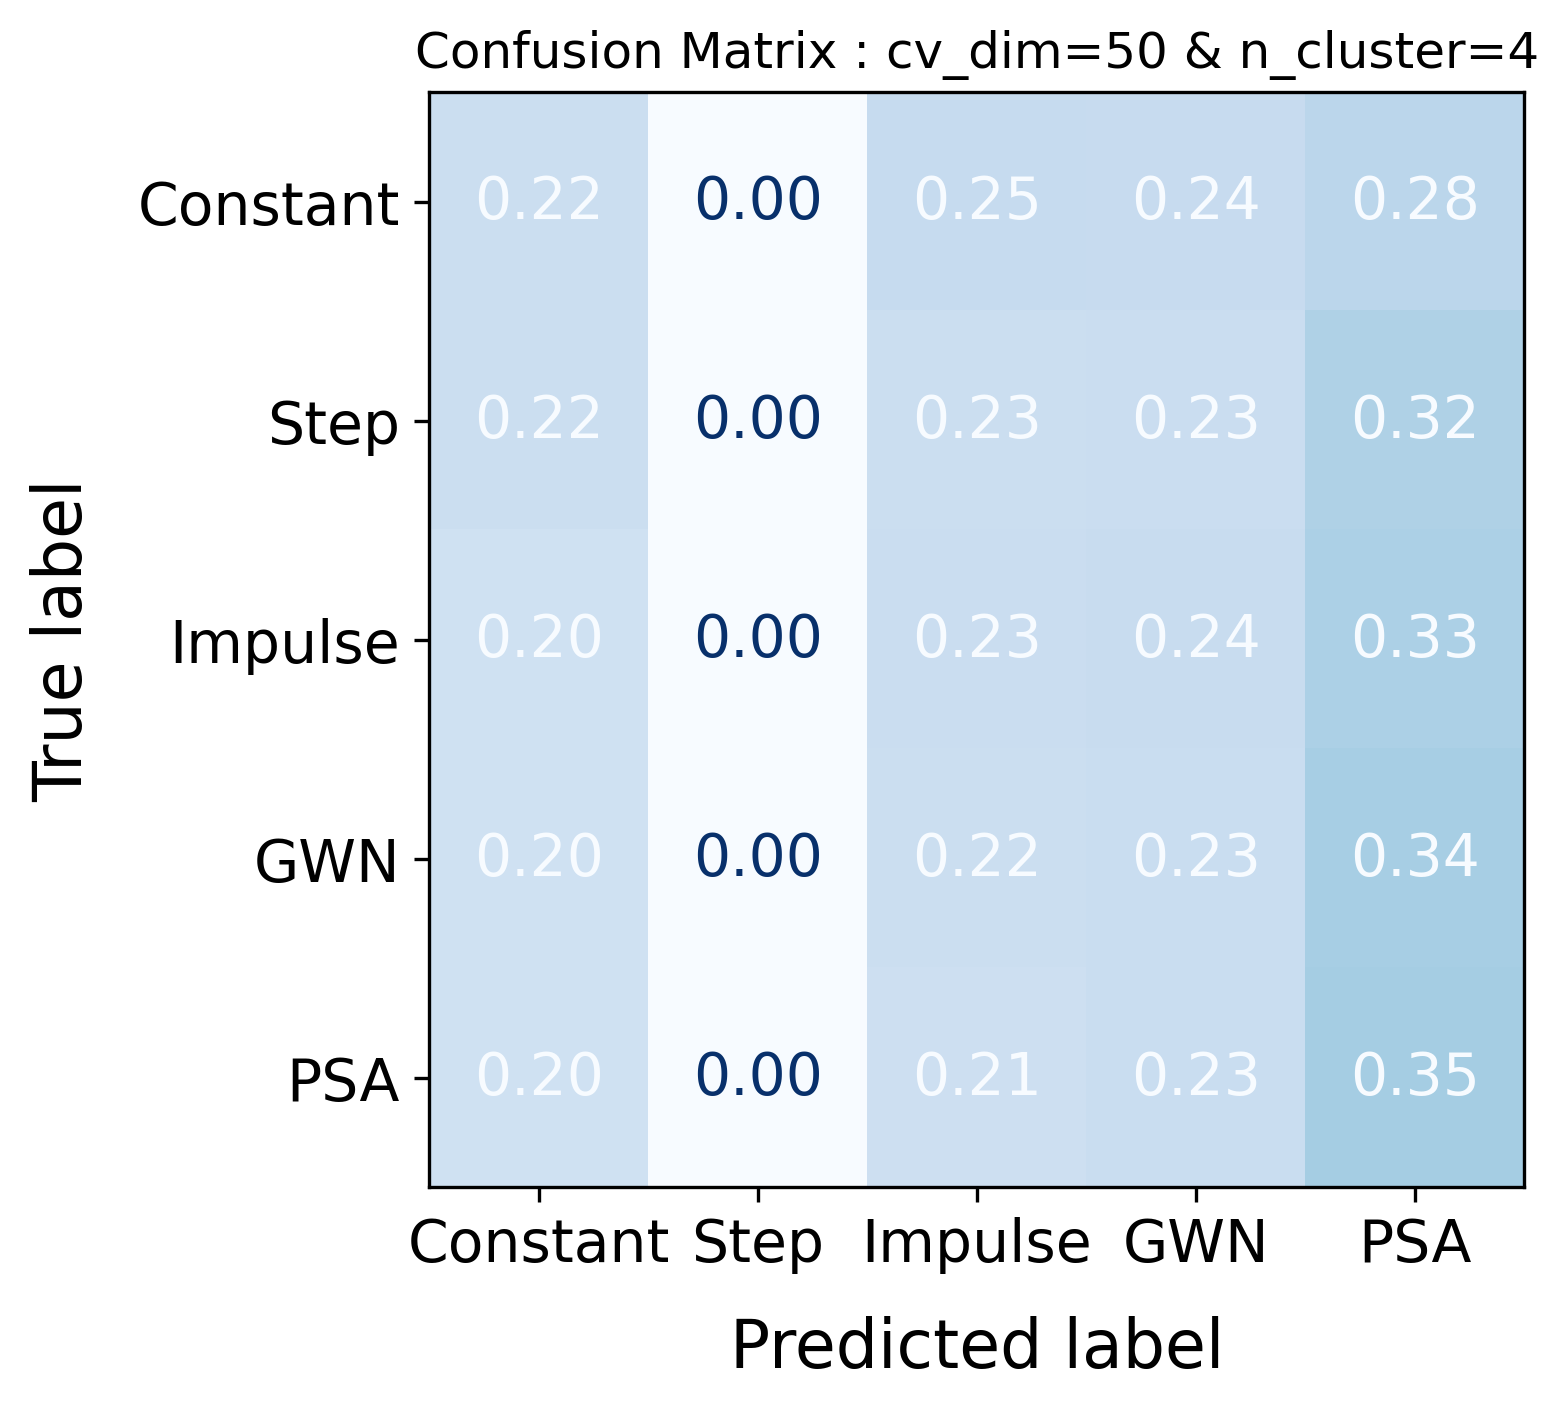 Confusion Matrix : cv_dim=50 & n_cluster=4
True label
Constant 0.22 0.00 0.25 0.24 0.28
Step 0.22 0.00 0.23 0.23 0.32
Impulse 0.20 0.00 0.23 0.24 0.33
GWN 0.20 0.00 0.22 0.23 0.34
PSA 0.20 0.00 0.21 0.23 0.35
Constant Step Impulse GWN PSA
Predicted label